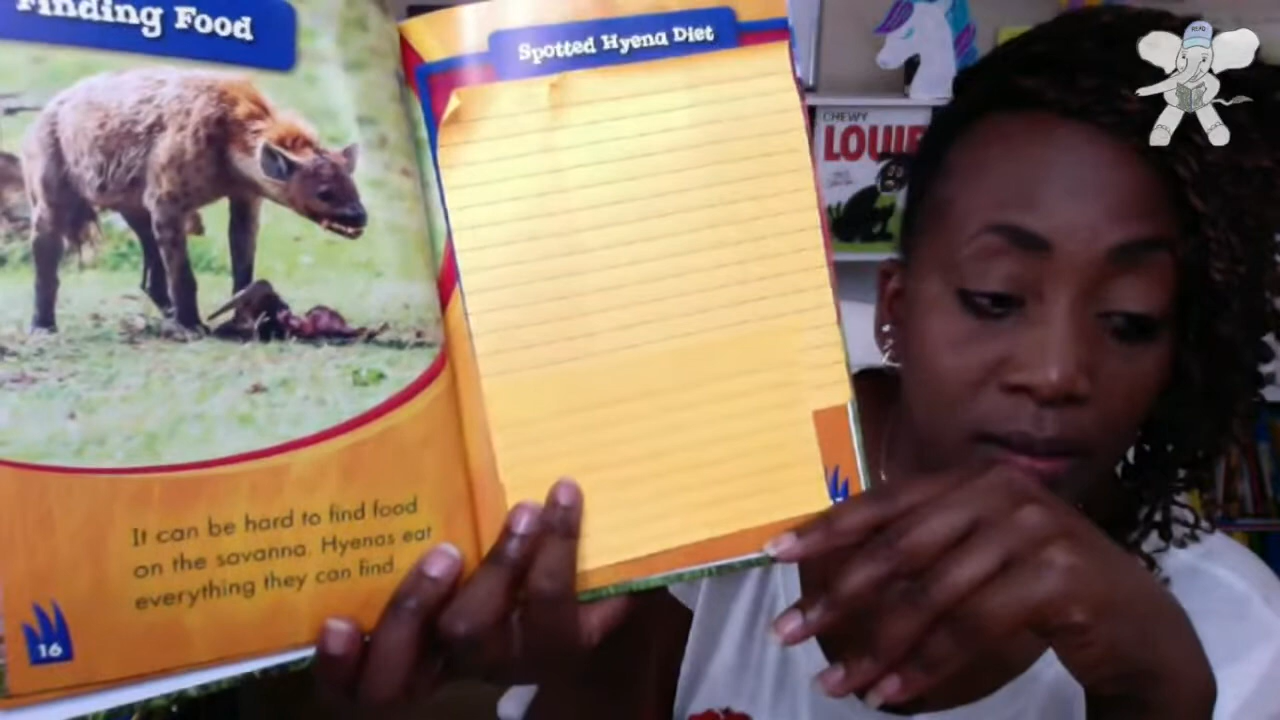 Finding Food
It can be hard to find food
on the savanna. Hyenas eat
everything they can find.
16
Spotted Hyena Diet
CHEWY
LOUIE
READ